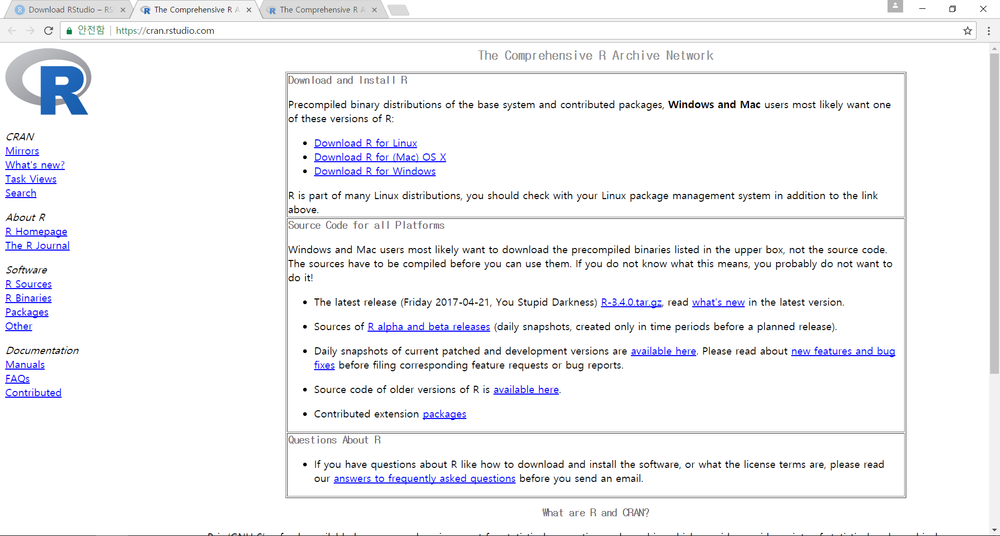 Download RStudio – RS
The Comprehensive R A
The Comprehensive R A
안전함 | https://cran.rstudio.com
R
CRAN
Mirrors
What's new?
Task Views
Search
About R
R Homepage
The R Journal
Software
R Sources
R Binaries
Packages
Other
Documentation
Manuals
FAQs
Contributed
The Comprehensive R Archive Network
Download and Install R
Precompiled binary distributions of the base system and contributed packages, Windows and Mac users most likely want one
of these versions of R:
Download R for Linux
Download R for (Mac) OS X
Download R for Windows
R is part of many Linux distributions, you should check with your Linux package management system in addition to the link
above.
Source Code for all Platforms
Windows and Mac users most likely want to download the precompiled binaries listed in the upper box, not the source code.
The sources have to be compiled before you can use them. If you do not know what this means, you probably do not want to
do it!
The latest release (Friday 2017-04-21, You Stupid Darkness) R-3.4.0.tar.gz, read what's new in the latest version.
Sources of R alpha and beta releases (daily snapshots, created only in time periods before a planned release).
Daily snapshots of current patched and development versions are available here. Please read about new features and bug
fixes before filing corresponding feature requests or bug reports.
Source code of older versions of R is available here.
Contributed extension packages
Questions About R
If you have questions about R like how to download and install the software, or what the license terms are, please read
our answers to frequently asked questions before you send an email.
What are R and CRAN?